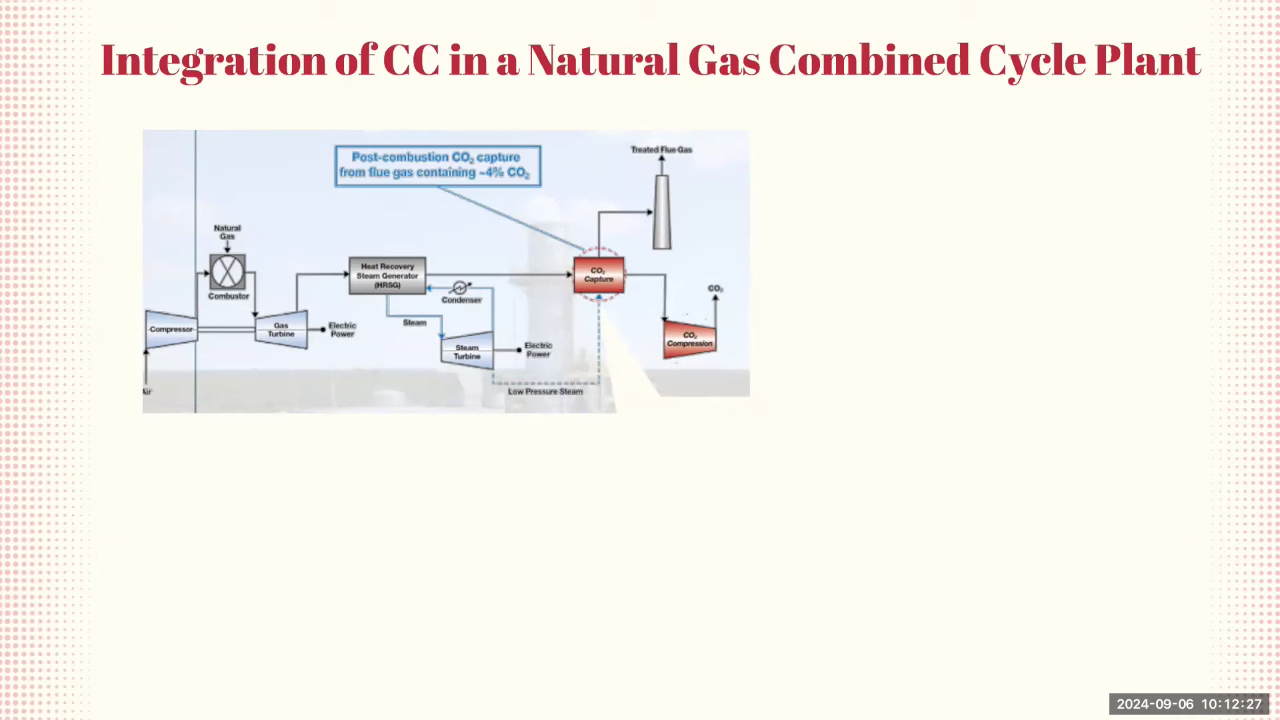 Integration of CC in a Natural Gas Combined Cycle Plant
Post-combustion CO₂ capture
from flue gas containing ~4% CO₂
Treated Flue Gas
Natural
Gas
Combustor
Heat Recovery
Steam Generator
(HRSG)
Condenser
CO₂
Capture
CO₂
Compressor
Gas
Turbine
Electric
Power
Steam
Steam
Turbine
Electric
Power
CO₂
Compression
Air
Low Pressure Steam
2024-09-06 10:12:27